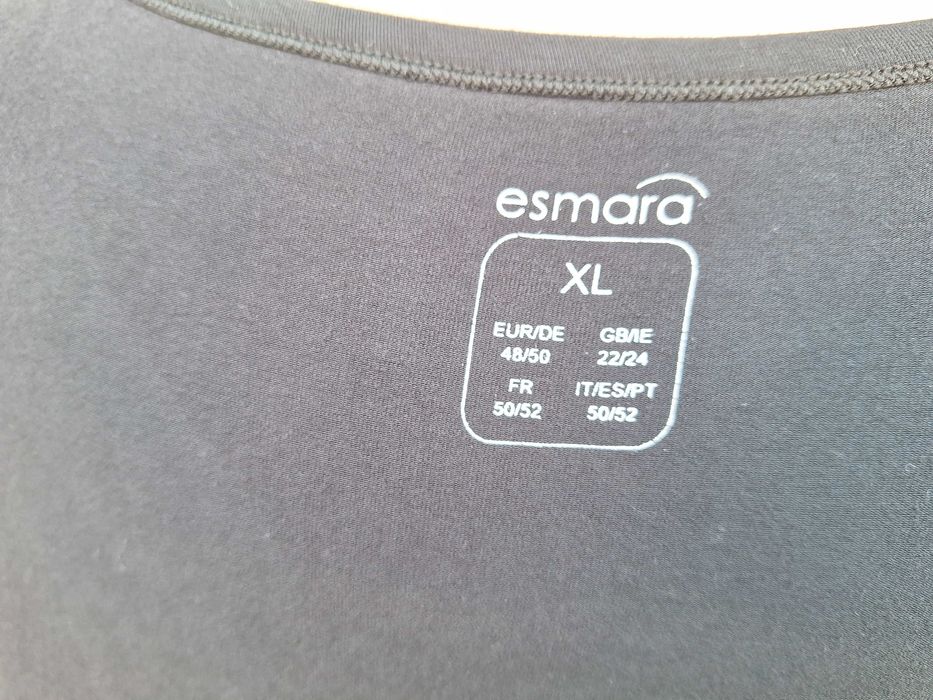 esmara
XL
EUR/DE GB/IE
48/50 22/24
FR IT/ES/PT
50/52 50/52